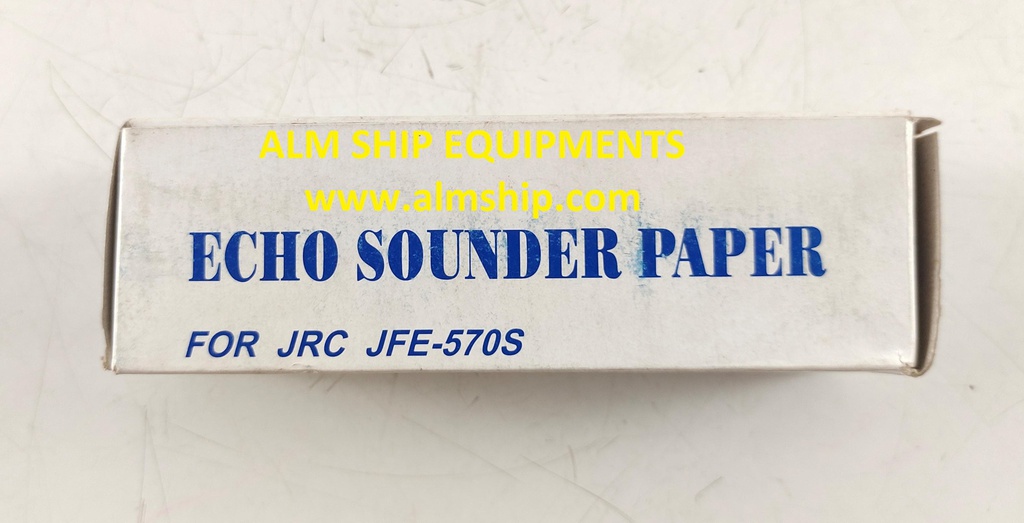 ALM SHIP EQUIPMENTS
www.almship.com
ECHO SOUNDER PAPER
FOR JRC JFE-570S